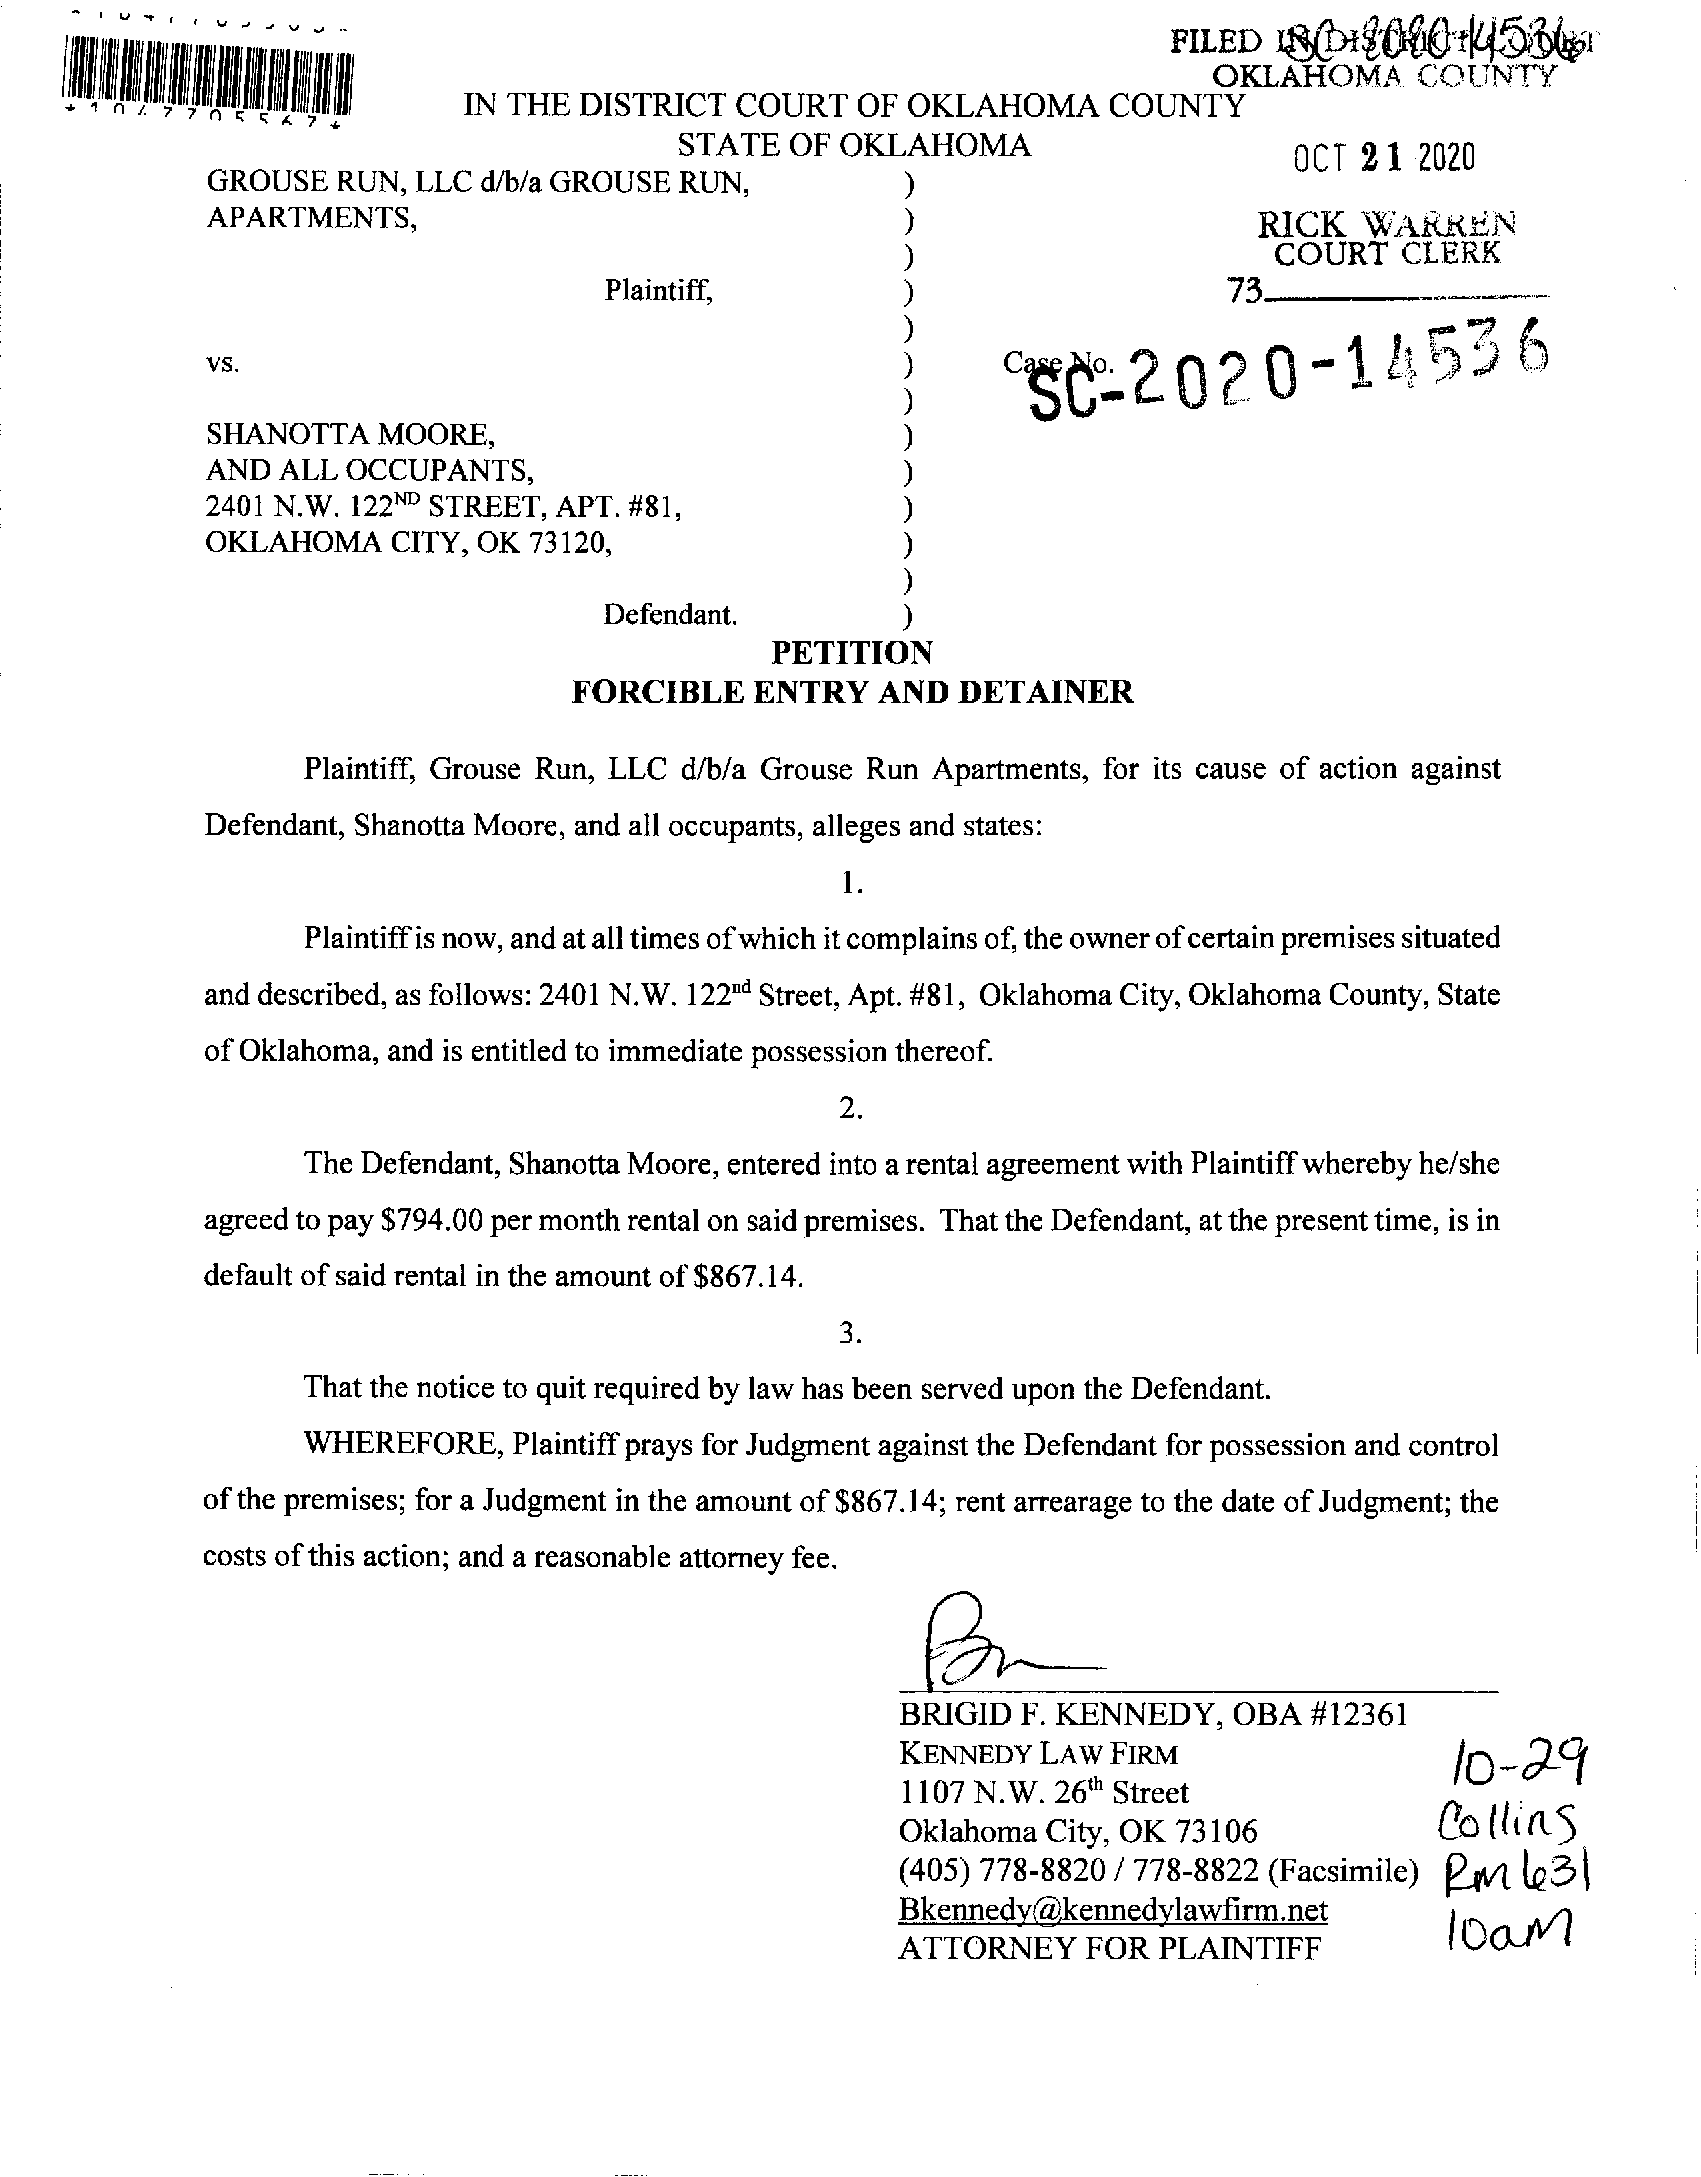 FILED IN DISTRICT COURT
OKLAHOMA COUNTY
SC-2020-14536
IN THE DISTRICT COURT OF OKLAHOMA COUNTY
STATE OF OKLAHOMA
OCT 21 2020
RICK WARREN
COURT CLERK
73
GROUSE RUN, LLC d/b/a GROUSE RUN, )
APARTMENTS, )
)
Plaintiff, )
)
vs. ) Case No. SC-2020-14536
)
SHANOTTA MOORE, )
AND ALL OCCUPANTS, )
2401 N.W. 122ND STREET, APT. #81, )
OKLAHOMA CITY, OK 73120, )
)
Defendant. )
PETITION
FORCIBLE ENTRY AND DETAINER
Plaintiff, Grouse Run, LLC d/b/a Grouse Run Apartments, for its cause of action against
Defendant, Shanotta Moore, and all occupants, alleges and states:
1.
Plaintiff is now, and at all times of which it complains of, the owner of certain premises situated
and described, as follows: 2401 N.W. 122nd Street, Apt. #81, Oklahoma City, Oklahoma County, State
of Oklahoma, and is entitled to immediate possession thereof.
2.
The Defendant, Shanotta Moore, entered into a rental agreement with Plaintiff whereby he/she
agreed to pay $794.00 per month rental on said premises. That the Defendant, at the present time, is in
default of said rental in the amount of $867.14.
3.
That the notice to quit required by law has been served upon the Defendant.
WHEREFORE, Plaintiff prays for Judgment against the Defendant for possession and control
of the premises; for a Judgment in the amount of $867.14; rent arrearage to the date of Judgment; the
costs of this action; and a reasonable attorney fee.
BRIGID F. KENNEDY, OBA #12361
KENNEDY LAW FIRM
1107 N.W. 26th Street
Oklahoma City, OK 73106
(405) 778-8820 / 778-8822 (Facsimile)
Bkennedy@kennedylawfirm.net
ATTORNEY FOR PLAINTIFF
10-29
Collins
Rm 631
10am